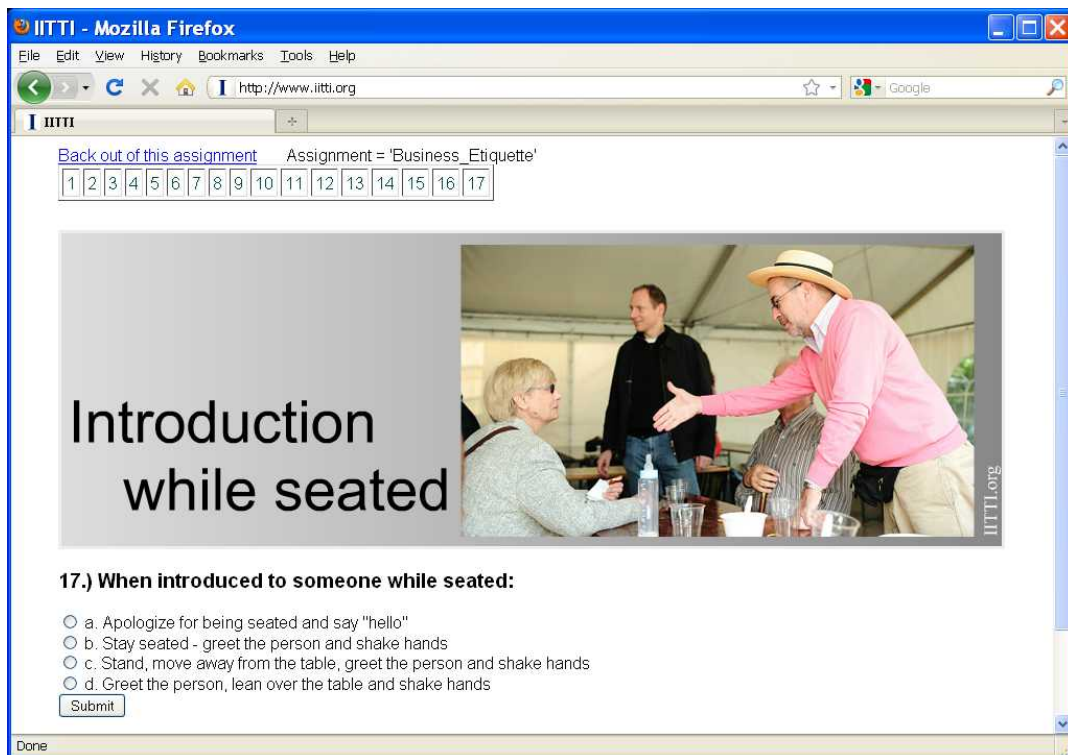 IITTI - Mozilla Firefox
File Edit View History Bookmarks Tools Help
I http://www.iitti.org Google
I IITTI
Back out of this assignment Assignment = 'Business_Etiquette'
1 2 3 4 5 6 7 8 9 10 11 12 13 14 15 16 17
Introduction
while seated
IITTI.org
17.) When introduced to someone while seated:
a. Apologize for being seated and say "hello"
b. Stay seated - greet the person and shake hands
c. Stand, move away from the table, greet the person and shake hands
d. Greet the person, lean over the table and shake hands
Submit
Done